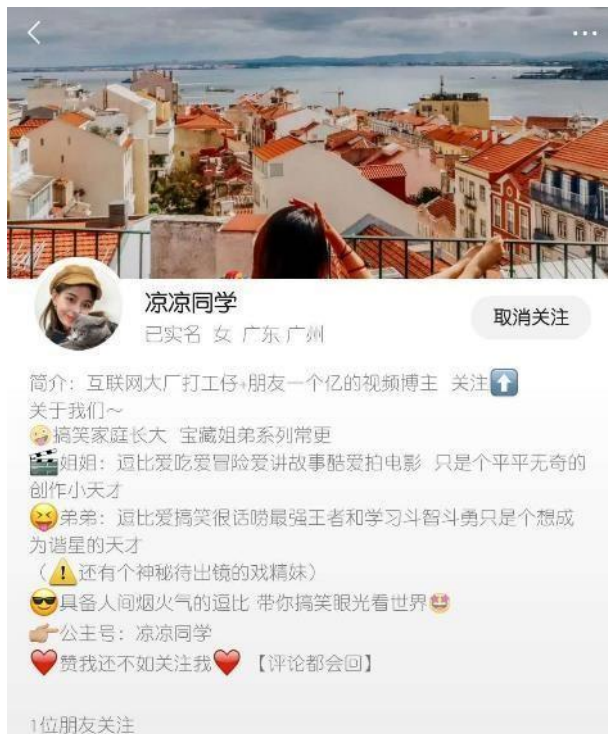 凉凉同学
取消关注
已实名 女 广东 广州
简介：互联网大厂打工仔+朋友一个亿的视频博主 关注⬆️
关于我们～
🤪搞笑家庭长大 宝藏姐弟系列常更
🎬姐姐：逗比爱吃爱冒险爱讲故事酷爱拍电影 只是个平平无奇的
创作小天才
😝弟弟：逗比爱搞笑很话唠最强王者和学习斗智斗勇只是个想成
为谐星的天才
（⚠️还有个神秘待出镜的戏精妹）
😎具备人间烟火气的逗比 带你搞笑眼光看世界🤩
👉公主号：凉凉同学
❤️赞我还不如关注我❤️ 【评论都会回】
1位朋友关注